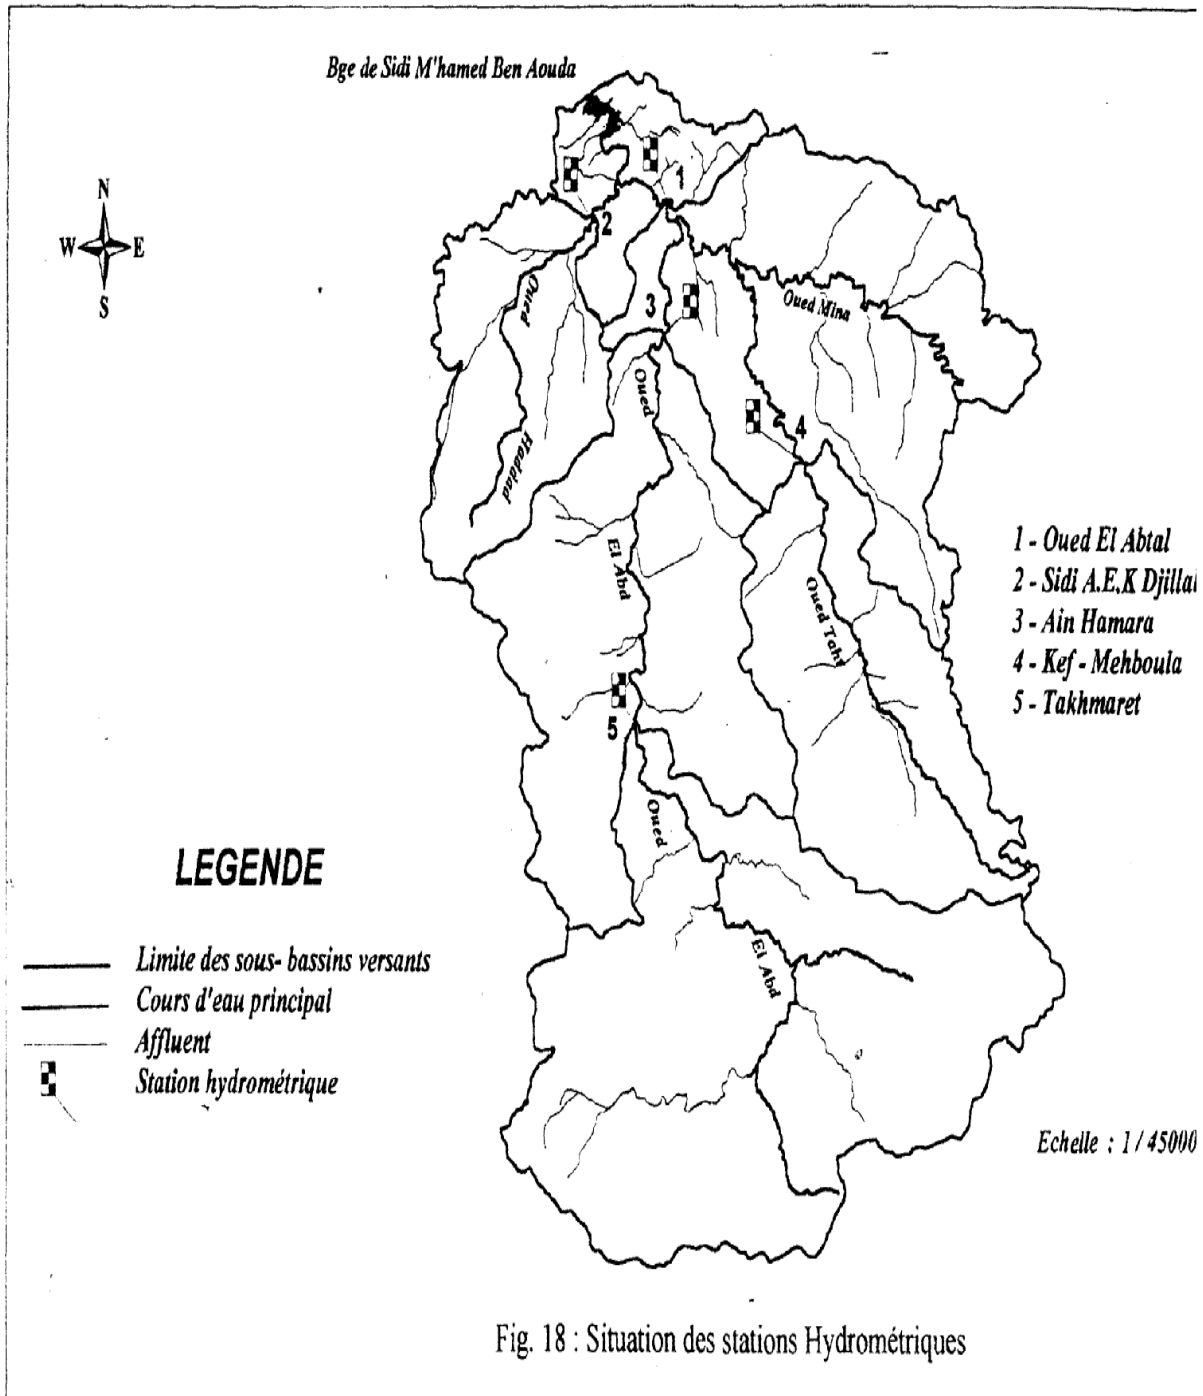 Bge de Sidi M'hamed Ben Aouda
N
W E
S
1
2
3
4
5
Oued
Haddad
Oued Mina
Oued
El Abd
Oued Taht
Oued
El Abd
1 - Oued El Abtal
2 - Sidi A.E.K Djillal
3 - Ain Hamara
4 - Kef - Mehboula
5 - Takhmaret
LEGENDE
Limite des sous- bassins versants
Cours d'eau principal
Affluent
Station hydrométrique
Echelle : 1 / 45000
Fig. 18 : Situation des stations Hydrométriques